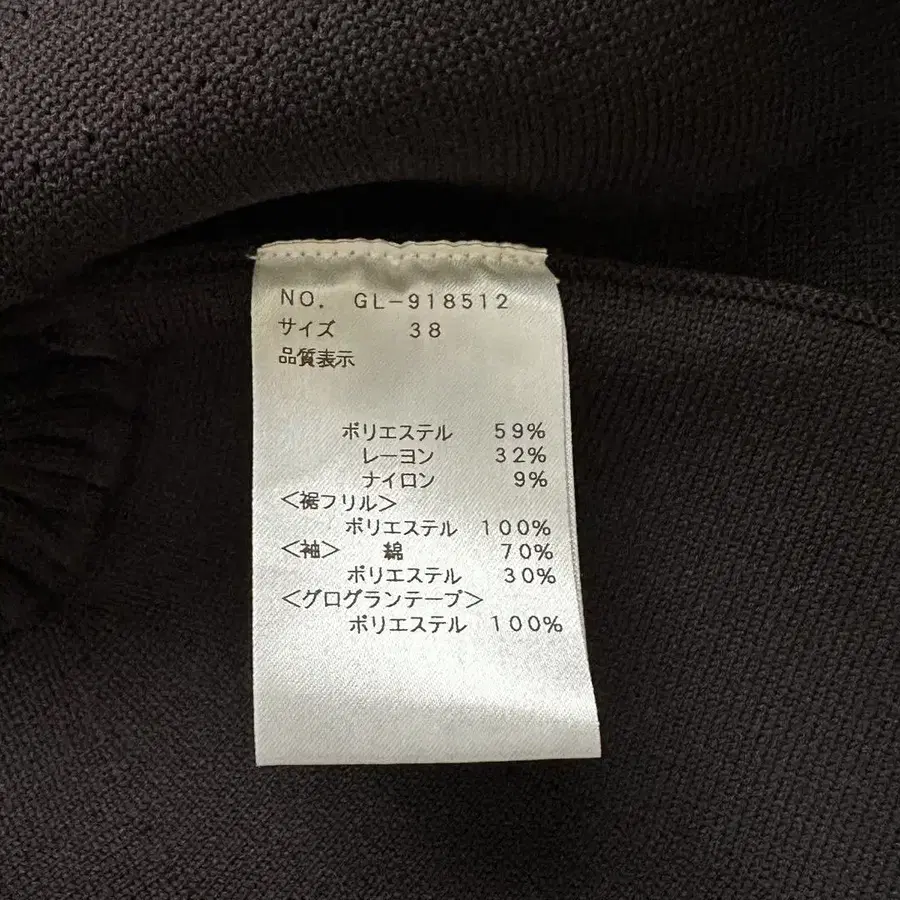 NO. GL-918512
サイズ 38
品質表示
ポリエステル 59%
レーヨン 32%
ナイロン 9%
<裾フリル>
ポリエステル 100%
<袖> 綿 70%
ポリエステル 30%
<グログランテープ>
ポリエステル 100%